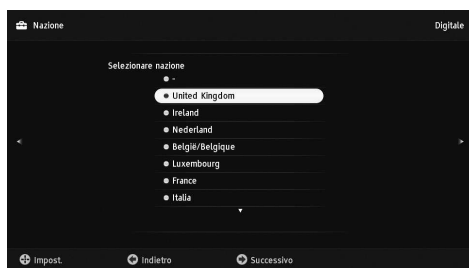 Nazione
Digitale
Selezionare nazione
-
United Kingdom
Ireland
Nederland
België/Belgique
Luxembourg
France
Italia
Impost.
Indietro
Successivo